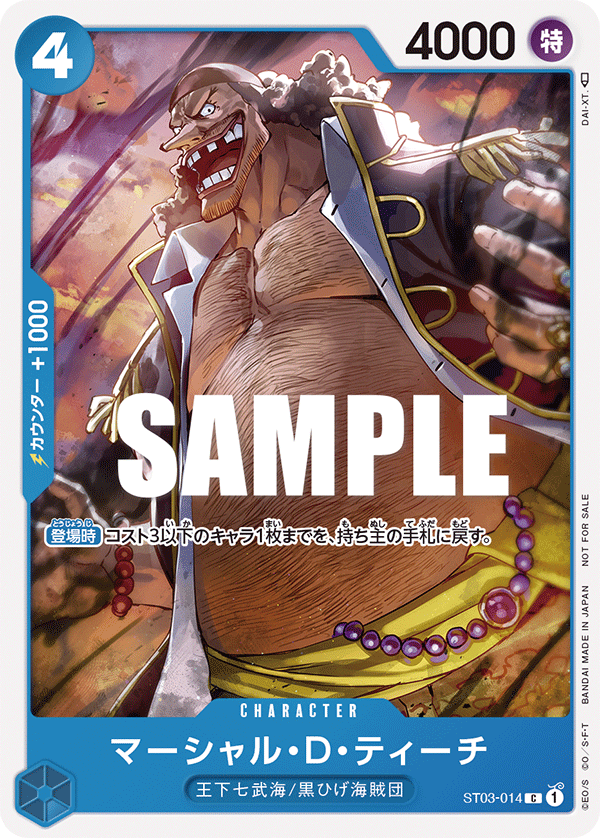 4
4000 特
DAI-XT.
カウンター +1000
SAMPLE
登場時 コスト3以下のキャラ1枚までを、持ち主の手札に戻す。
CHARACTER
マーシャル・D・ティーチ
王下七武海/黒ひげ海賊団
ST03-014 C 1
©E.O/S ©O/S・F・T BANDAI MADE IN JAPAN NOT FOR SALE